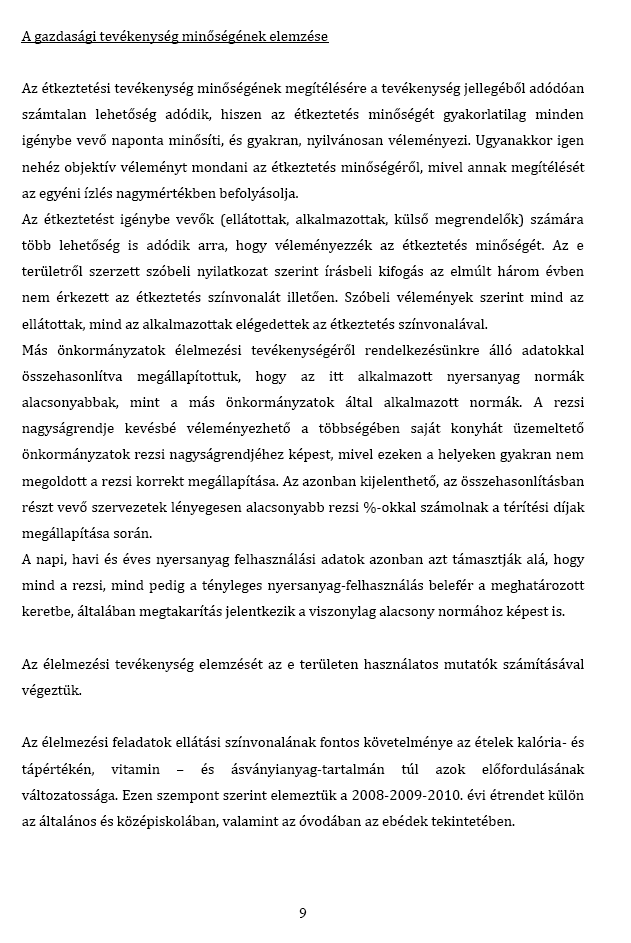 A gazdasági tevékenység minőségének elemzése
Az étkeztetési tevékenység minőségének megítélésére a tevékenység jellegéből adódóan
számtalan lehetőség adódik, hiszen az étkeztetés minőségét gyakorlatilag minden
igénybe vevő naponta minősíti, és gyakran, nyilvánosan véleményezi. Ugyanakkor igen
nehéz objektív véleményt mondani az étkeztetés minőségéről, mivel annak megítélését
az egyéni ízlés nagymértékben befolyásolja.
Az étkeztetést igénybe vevők (ellátottak, alkalmazottak, külső megrendelők) számára
több lehetőség is adódik arra, hogy véleményezzék az étkeztetés minőségét. Az e
területről szerzett szóbeli nyilatkozat szerint írásbeli kifogás az elmúlt három évben
nem érkezett az étkeztetés színvonalát illetően. Szóbeli vélemények szerint mind az
ellátottak, mind az alkalmazottak elégedettek az étkeztetés színvonalával.
Más önkormányzatok élelmezési tevékenységéről rendelkezésünkre álló adatokkal
összehasonlítva megállapítottuk, hogy az itt alkalmazott nyersanyag normák
alacsonyabbak, mint a más önkormányzatok által alkalmazott normák. A rezsi
nagyságrendje kevésbé véleményezhető a többségében saját konyhát üzemeltető
önkormányzatok rezsi nagyságrendjéhez képest, mivel ezeken a helyeken gyakran nem
megoldott a rezsi korrekt megállapítása. Az azonban kijelenthető, az összehasonlításban
részt vevő szervezetek lényegesen alacsonyabb rezsi %-okkal számolnak a térítési díjak
megállapítása során.
A napi, havi és éves nyersanyag felhasználási adatok azonban azt támasztják alá, hogy
mind a rezsi, mind pedig a tényleges nyersanyag-felhasználás belefér a meghatározott
keretbe, általában megtakarítás jelentkezik a viszonylag alacsony normához képest is.
Az élelmezési tevékenység elemzését az e területen használatos mutatók számításával
végeztük.
Az élelmezési feladatok ellátási színvonalának fontos követelménye az ételek kalória- és
tápértékén, vitamin – és ásványianyag-tartalmán túl azok előfordulásának
változatossága. Ezen szempont szerint elemeztük a 2008-2009-2010. évi étrendet külön
az általános és középiskolában, valamint az óvodában az ebédek tekintetében.
9